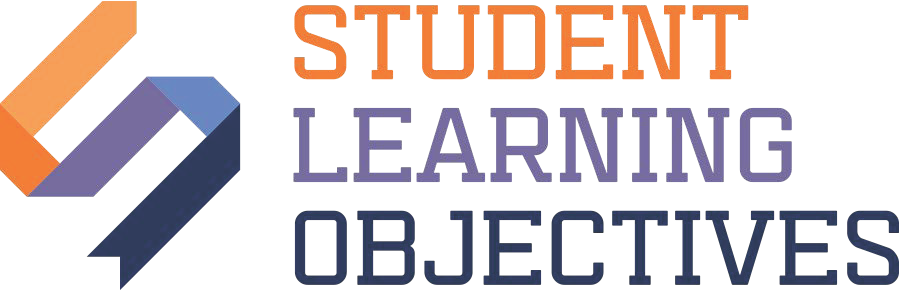 STUDENT
LEARNING
OBJECTIVES